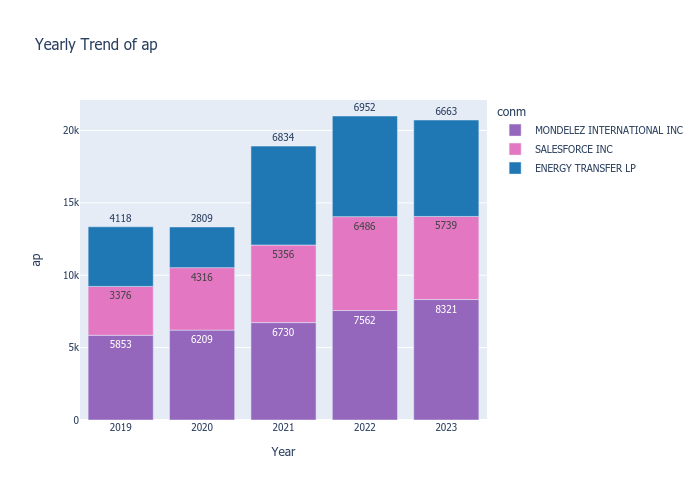 Yearly Trend of ap
conm
MONDELEZ INTERNATIONAL INC
SALESFORCE INC
ENERGY TRANSFER LP
ap
20k
15k
10k
5k
0
4118
2809
6834
6952
6663
3376
4316
5356
6486
5739
5853
6209
6730
7562
8321
2019
2020
2021
2022
2023
Year